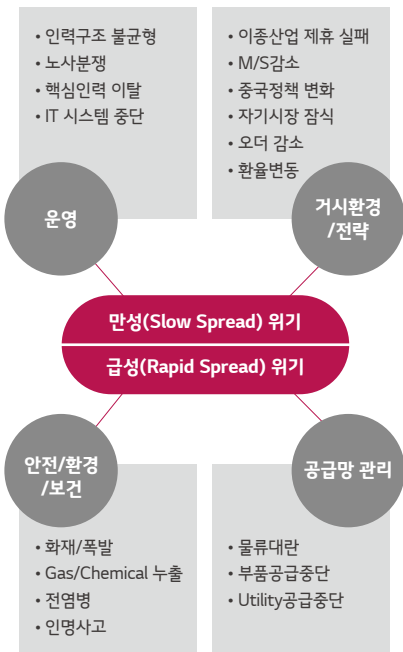 • 인력구조 불균형
• 노사분쟁
• 핵심인력 이탈
• IT 시스템 중단
운영
• 이종산업 제휴 실패
• M/S감소
• 중국정책 변화
• 자기시장 잠식
• 오더 감소
• 환율변동
거시환경
/전략
만성(Slow Spread) 위기
급성(Rapid Spread) 위기
안전/환경
/보건
• 화재/폭발
• Gas/Chemical 누출
• 전염병
• 인명사고
공급망 관리
• 물류대란
• 부품공급중단
• Utility공급중단